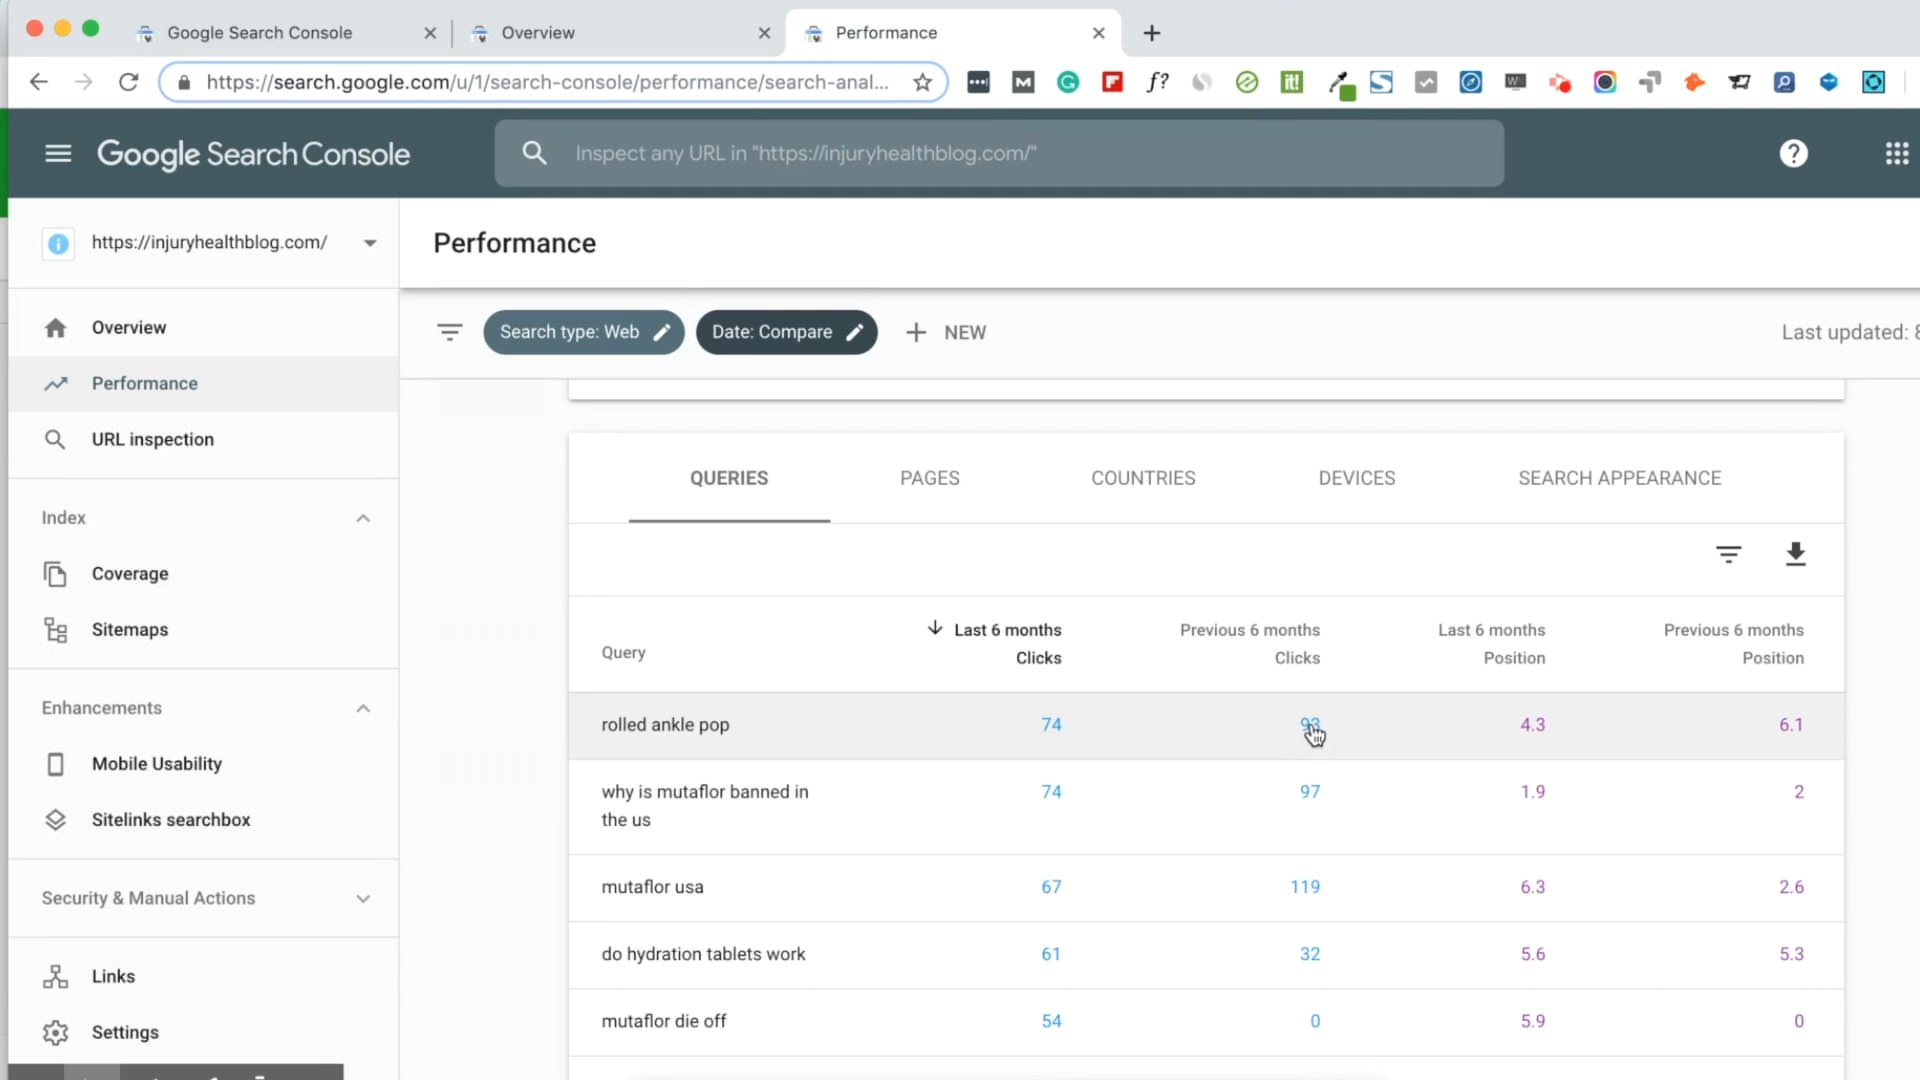 Google Search Console
Overview
Performance
https://search.google.com/u/1/search-console/performance/search-anal...
Google Search Console
Inspect any URL in "https://injuryhealthblog.com/"
https://injuryhealthblog.com/
Performance
Overview
Performance
URL inspection
Index
Coverage
Sitemaps
Enhancements
Mobile Usability
Sitelinks searchbox
Security & Manual Actions
Links
Settings
Search type: Web
Date: Compare
NEW
Last updated: 8
QUERIES PAGES COUNTRIES DEVICES SEARCH APPEARANCE
Last 6 months Previous 6 months Last 6 months Previous 6 months
Query Clicks Clicks Position Position
rolled ankle pop 74 93 4.3 6.1
why is mutaflor banned in 74 97 1.9 2
the us
mutaflor usa 67 119 6.3 2.6
do hydration tablets work 61 32 5.6 5.3
mutaflor die off 54 0 5.9 0